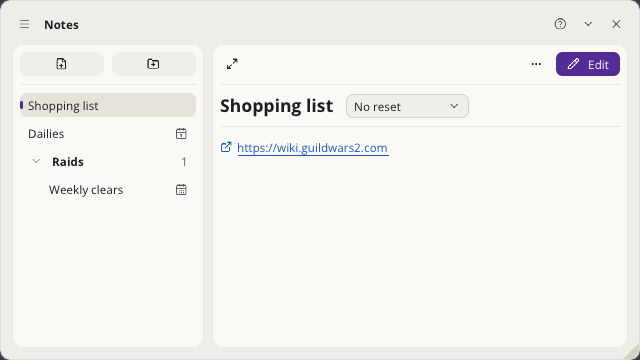 Notes
Edit
Shopping list
Dailies
Raids 1
Weekly clears
Shopping list No reset
https://wiki.guildwars2.com